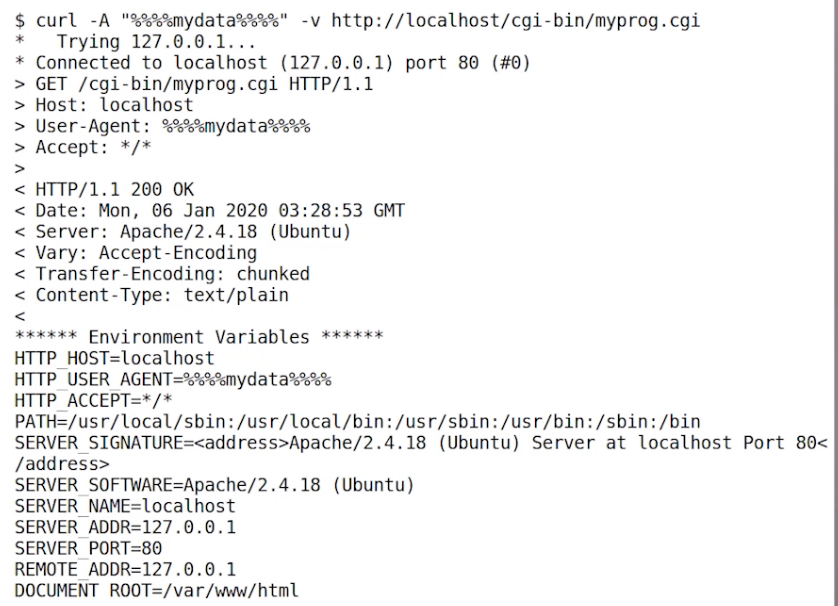 $ curl -A "%%%%mydata%%%%" -v http://localhost/cgi-bin/myprog.cgi
*   Trying 127.0.0.1...
* Connected to localhost (127.0.0.1) port 80 (#0)
> GET /cgi-bin/myprog.cgi HTTP/1.1
> Host: localhost
> User-Agent: %%%%mydata%%%%
> Accept: */*
>
< HTTP/1.1 200 OK
< Date: Mon, 06 Jan 2020 03:28:53 GMT
< Server: Apache/2.4.18 (Ubuntu)
< Vary: Accept-Encoding
< Transfer-Encoding: chunked
< Content-Type: text/plain
<
****** Environment Variables ******
HTTP_HOST=localhost
HTTP_USER_AGENT=%%%%mydata%%%%
HTTP_ACCEPT=*/*
PATH=/usr/local/sbin:/usr/local/bin:/usr/sbin:/usr/bin:/sbin:/bin
SERVER_SIGNATURE=<address>Apache/2.4.18 (Ubuntu) Server at localhost Port 80<
/address>
SERVER_SOFTWARE=Apache/2.4.18 (Ubuntu)
SERVER_NAME=localhost
SERVER_ADDR=127.0.0.1
SERVER_PORT=80
REMOTE_ADDR=127.0.0.1
DOCUMENT_ROOT=/var/www/html